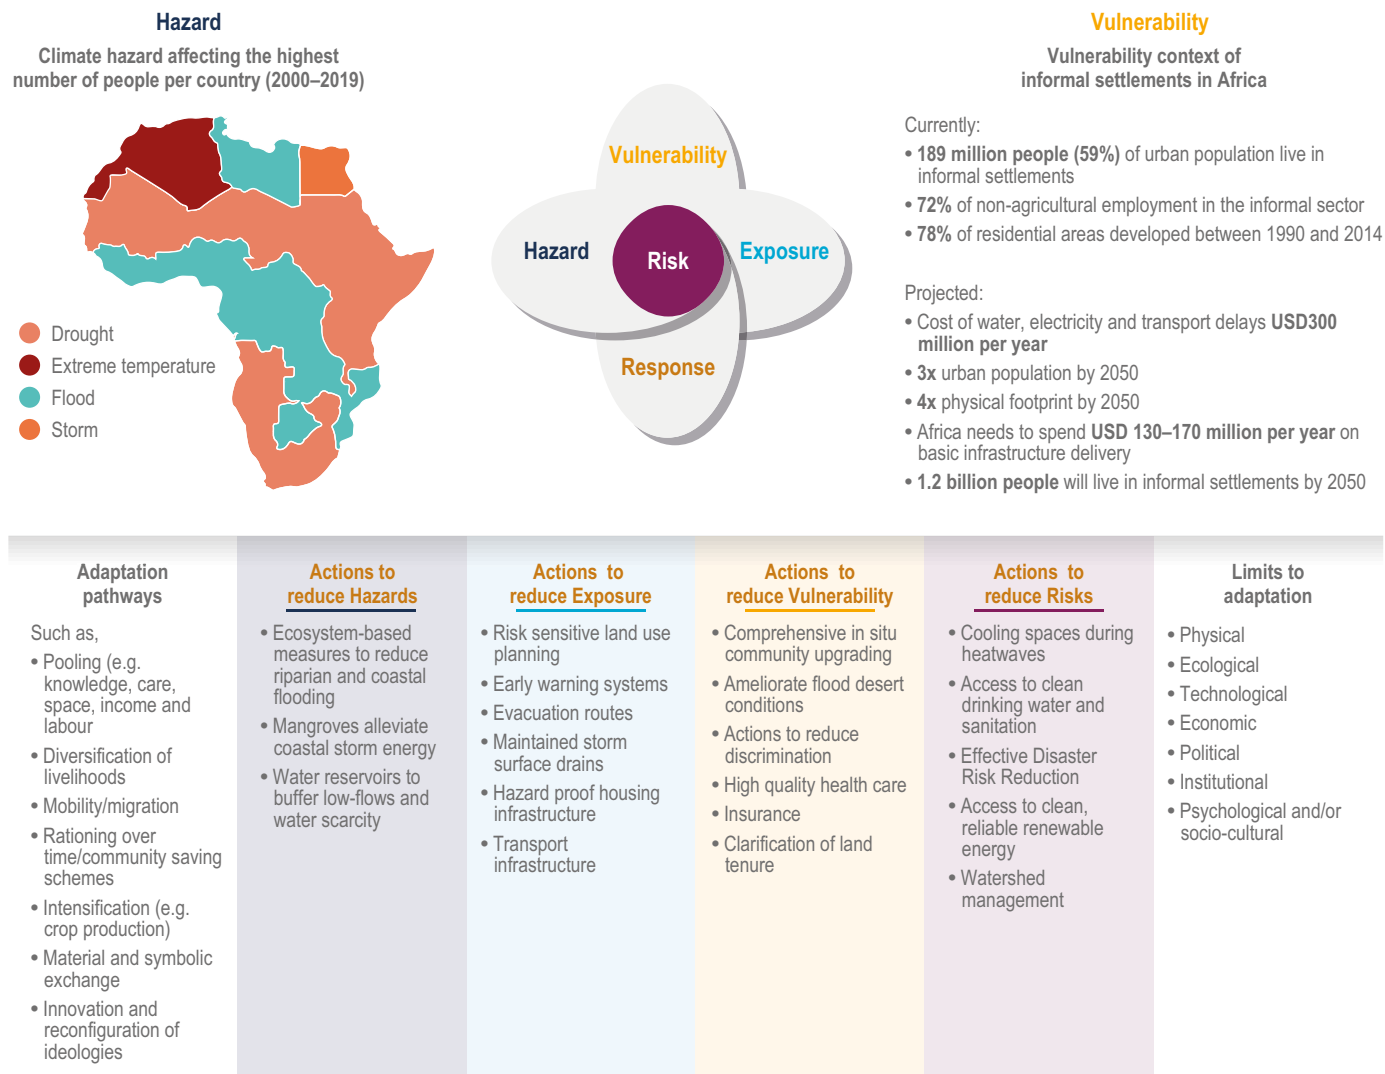 Hazard
Climate hazard affecting the highest
number of people per country (2000–2019)
Drought
Extreme temperature
Flood
Storm
Vulnerability
Hazard
Risk
Exposure
Response
Vulnerability
Vulnerability context of
informal settlements in Africa
Currently:
• 189 million people (59%) of urban population live in
informal settlements
• 72% of non-agricultural employment in the informal sector
• 78% of residential areas developed between 1990 and 2014
Projected:
• Cost of water, electricity and transport delays USD300
million per year
• 3x urban population by 2050
• 4x physical footprint by 2050
• Africa needs to spend USD 130–170 million per year on
basic infrastructure delivery
• 1.2 billion people will live in informal settlements by 2050
Adaptation
pathways
Such as,
• Pooling (e.g.
knowledge, care,
space, income and
labour
• Diversification of
livelihoods
• Mobility/migration
• Rationing over
time/community saving
schemes
• Intensification (e.g.
crop production)
• Material and symbolic
exchange
• Innovation and
reconfiguration of
ideologies
Actions to
reduce Hazards
• Ecosystem-based
measures to reduce
riparian and coastal
flooding
• Mangroves alleviate
coastal storm energy
• Water reservoirs to
buffer low-flows and
water scarcity
Actions to
reduce Exposure
• Risk sensitive land use
planning
• Early warning systems
• Evacuation routes
• Maintained storm
surface drains
• Hazard proof housing
infrastructure
• Transport
infrastructure
Actions to
reduce Vulnerability
• Comprehensive in situ
community upgrading
• Ameliorate flood desert
conditions
• Actions to reduce
discrimination
• High quality health care
• Insurance
• Clarification of land
tenure
Actions to
reduce Risks
• Cooling spaces during
heatwaves
• Access to clean
drinking water and
sanitation
• Effective Disaster
Risk Reduction
• Access to clean,
reliable renewable
energy
• Watershed
management
Limits to
adaptation
• Physical
• Ecological
• Technological
• Economic
• Political
• Institutional
• Psychological and/or
socio-cultural